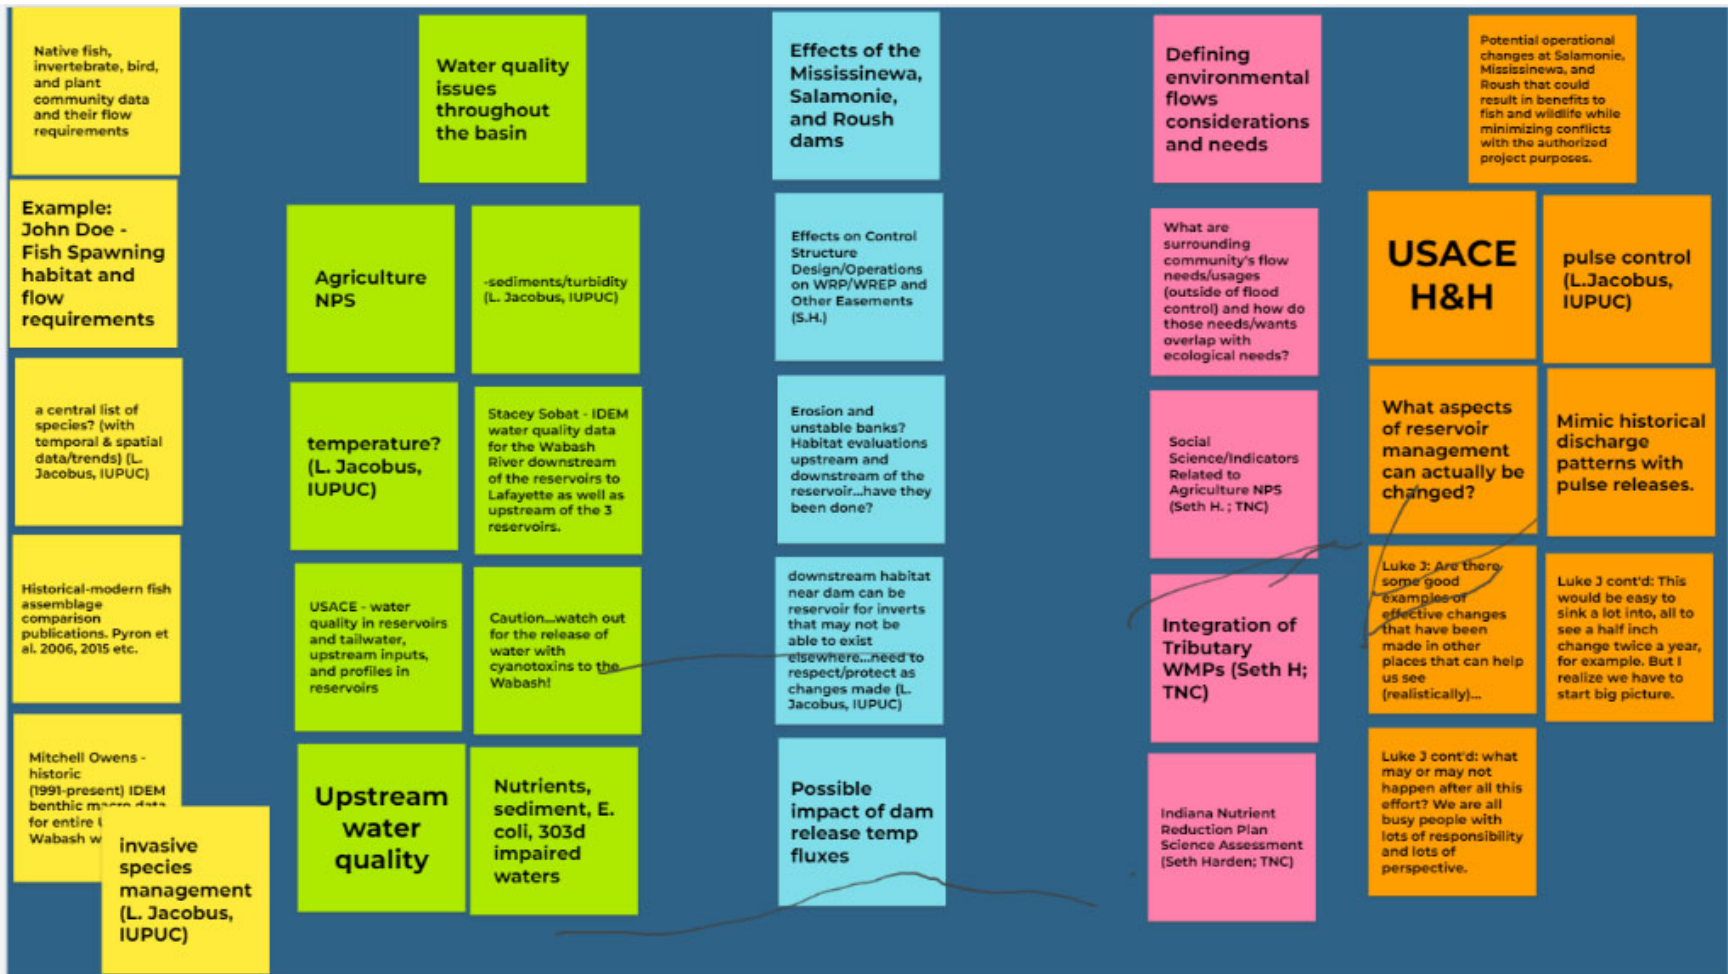 Native fish,
invertebrate, bird,
and plant
community data
and their flow
requirements
Example:
John Doe -
Fish Spawning
habitat and
flow
requirements
a central list of
species? (with
temporal & spatial
data/trends) (L.
Jacobus, IUPUC)
Historical-modern fish
assemblage
comparison
publications. Pyron et
al. 2006, 2015 etc.
Mitchell Owens -
historic
(1991-present) IDEM
benthic macro data
for entire
Wabash
invasive
species
management
(L. Jacobus,
IUPUC)
Water quality
issues
throughout
the basin
Agriculture
NPS
-sediments/turbidity
(L. Jacobus, IUPUC)
temperature?
(L. Jacobus,
IUPUC)
Stacey Sobat - IDEM
water quality data
for the Wabash
River downstream
of the reservoirs to
Lafayette as well as
upstream of the 3
reservoirs.
USACE - water
quality in reservoirs
and tailwater,
upstream inputs,
and profiles in
reservoirs
Caution...watch out
for the release of
water with
cyanotoxins to the
Wabash!
Upstream
water
quality
Nutrients,
sediment, E.
coli, 303d
impaired
waters
Effects of the
Mississinewa,
Salamonie,
and Roush
dams
Effects on Control
Structure
Design/Operations
on WRP/WREP and
Other Easements
(S.H.)
Erosion and
unstable banks?
Habitat evaluations
upstream and
downstream of the
reservoir...have they
been done?
downstream habitat
near dam can be
reservoir for inverts
that may not be
able to exist
elsewhere...need to
respect/protect as
changes made (L.
Jacobus, IUPUC)
Possible
impact of dam
release temp
fluxes
Defining
environmental
flows
considerations
and needs
What are
surrounding
community's flow
needs/usages
(outside of flood
control) and how do
those needs/wants
overlap with
ecological needs?
Social
Science/Indicators
Related to
Agriculture NPS
(Seth H. ; TNC)
Integration of
Tributary
WMPs (Seth H;
TNC)
Indiana Nutrient
Reduction Plan
Science Assessment
(Seth Harden; TNC)
Potential operational
changes at Salamonie,
Mississinewa, and
Roush that could
result in benefits to
fish and wildlife while
minimizing conflicts
with the authorized
project purposes.
USACE
H&H
pulse control
(L.Jacobus,
IUPUC)
What aspects
of reservoir
management
can actually be
changed?
Mimic historical
discharge
patterns with
pulse releases.
Luke J: Are there
some good
examples of
effective changes
that have been
made in other
places that can help
us see
(realistically)...
Luke J cont'd: This
would be easy to
sink a lot into, all to
see a half inch
change twice a year,
for example. But I
realize we have to
start big picture.
Luke J cont'd: what
may or may not
happen after all this
effort? We are all
busy people with
lots of responsibility
and lots of
perspective.